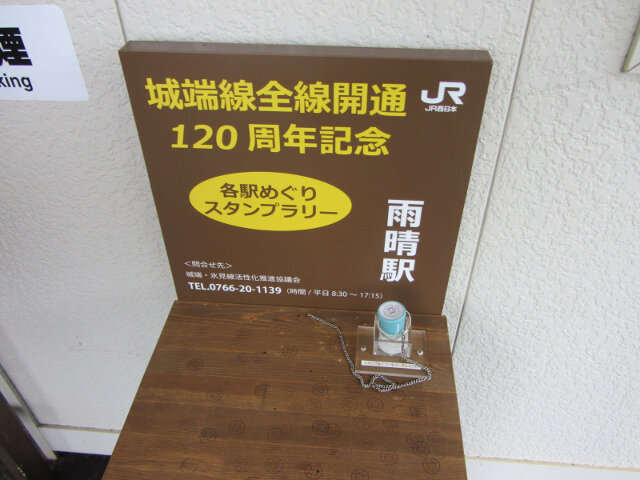 煙
king
城端線全線開通
120周年記念
JR
JR西日本
各駅めぐり
スタンプラリー
雨晴駅
＜問合せ先＞
城端・氷見線活性化推進協議会
TEL.0766-20-1139（時間 / 平日 8:30～17:15）